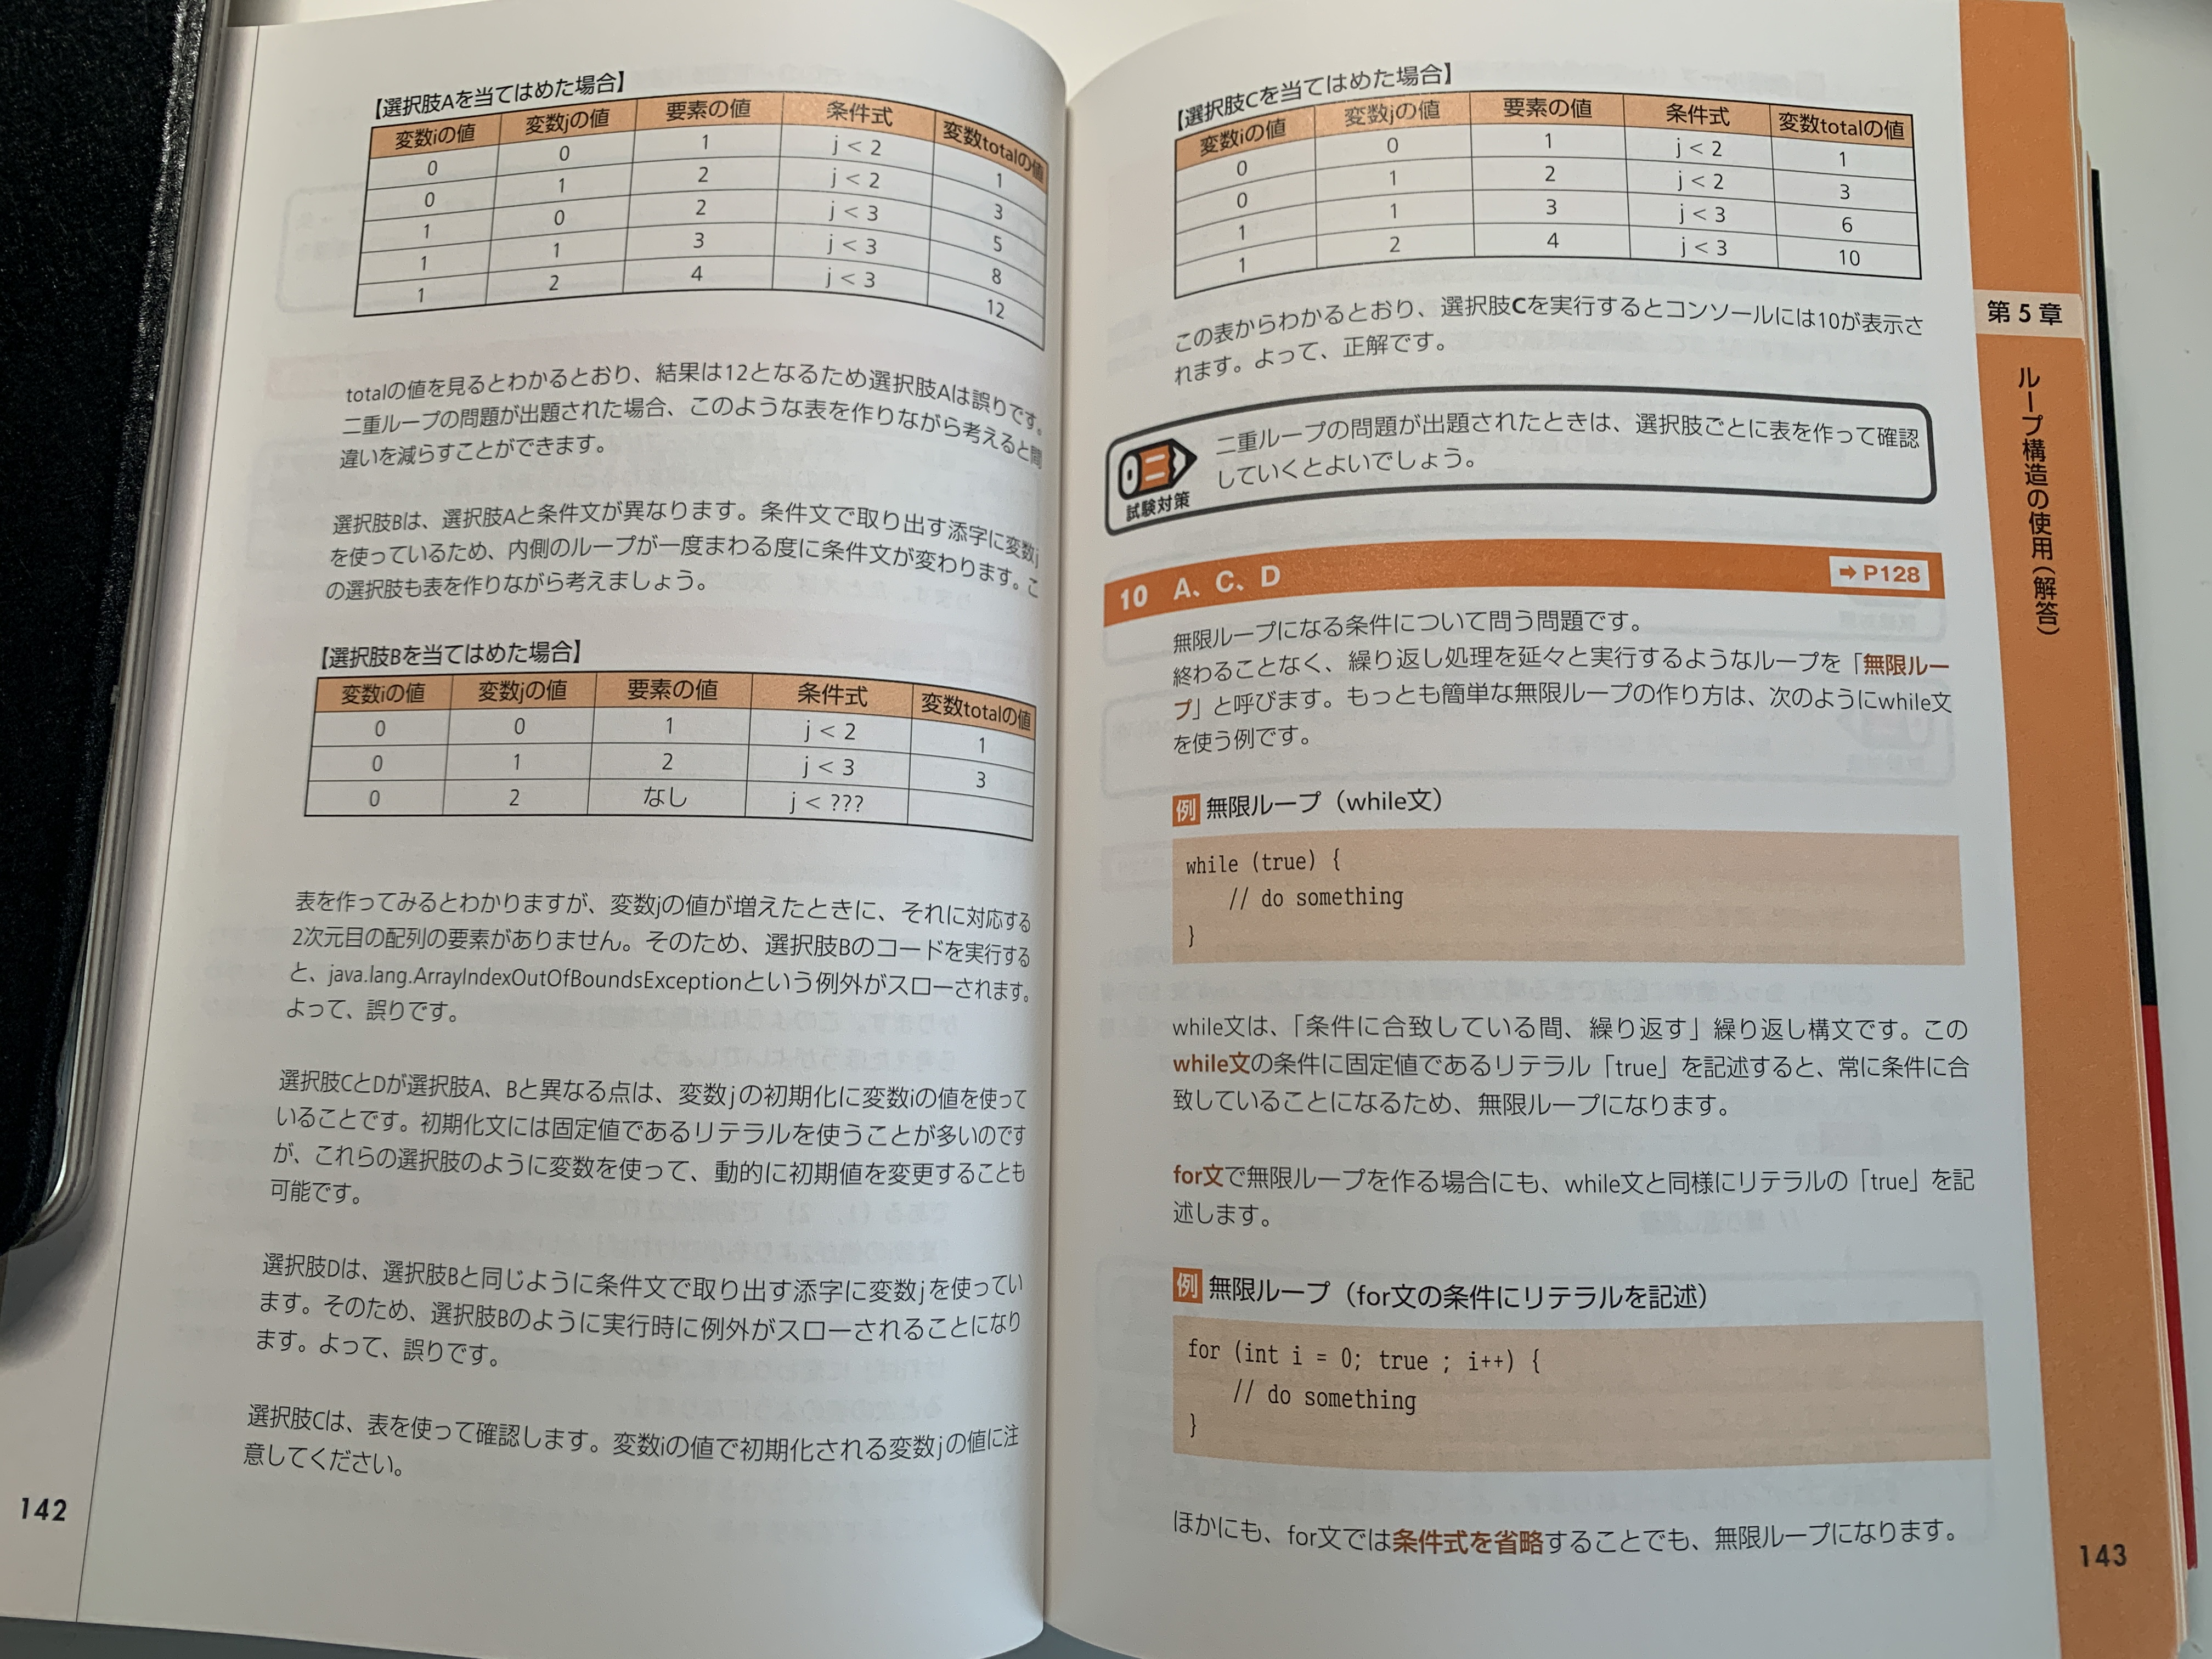 【選択肢Aを当てはめた場合】
変数iの値 変数jの値 要素の値 条件式 変数totalの値
0 0 1 j < 2 1
0 1 2 j < 2 3
1 0 2 j < 3 5
1 1 3 j < 3 8
1 2 4 j < 3 12
totalの値を見るとわかるとおり、結果は12となるため選択肢Aは誤りです。
二重ループの問題が出題された場合、このような表を作りながら考えると間
違いを減らすことができます。
選択肢Bは、選択肢Aと条件文が異なります。条件文で取り出す添字に変数j
を使っているため、内側のループが一度まわる度に条件文が変わります。こ
の選択肢も表を作りながら考えましょう。
【選択肢Bを当てはめた場合】
変数iの値 変数jの値 要素の値 条件式 変数totalの値
0 0 1 j < 2 1
0 1 2 j < 3 3
0 2 なし j < ???
表を作ってみるとわかりますが、変数jの値が増えたときに、それに対応する
2次元目の配列の要素がありません。そのため、選択肢Bのコードを実行する
と、java.lang.ArrayIndexOutOfBoundsExceptionという例外がスローされます。
よって、誤りです。
選択肢CとDが選択肢A、Bと異なる点は、変数jの初期化に変数iの値を使って
いることです。初期化文には固定値であるリテラルを使うことが多いのです
が、これらの選択肢のように変数を使って、動的に初期値を変更することも
可能です。
選択肢Dは、選択肢Bと同じように条件文で取り出す添字に変数jを使ってい
ます。そのため、選択肢Bのように実行時に例外がスローされることになり
ます。よって、誤りです。
選択肢Cは、表を使って確認します。変数iの値で初期化される変数jの値に注
意してください。
142
【選択肢Cを当てはめた場合】
変数iの値 変数jの値 要素の値 条件式 変数totalの値
0 0 1 j < 2 1
0 1 2 j < 2 3
1 1 3 j < 3 6
1 2 4 j < 3 10
この表からわかるとおり、選択肢Cを実行するとコンソールには10が表示さ
れます。よって、正解です。
二重ループの問題が出題されたときは、選択肢ごとに表を作って確認
していくとよいでしょう。
試験対策
10 A、C、D ➡ P128
無限ループになる条件について問う問題です。
終わることなく、繰り返し処理を延々と実行するようなループを「無限ルー
プ」と呼びます。もっとも簡単な無限ループの作り方は、次のようにwhile文
を使う例です。
例 無限ループ（while文）
while (true) {
// do something
}
while文は、「条件に合致している間、繰り返す」繰り返し構文です。この
while文の条件に固定値であるリテラル「true」を記述すると、常に条件に合
致していることになるため、無限ループになります。
for文で無限ループを作る場合にも、while文と同様にリテラルの「true」を記
述します。
例 無限ループ（for文の条件にリテラルを記述）
for (int i = 0; true ; i++) {
// do something
}
ほかにも、for文では条件式を省略することでも、無限ループになります。
第5章
ループ構造の使用（解答）
143